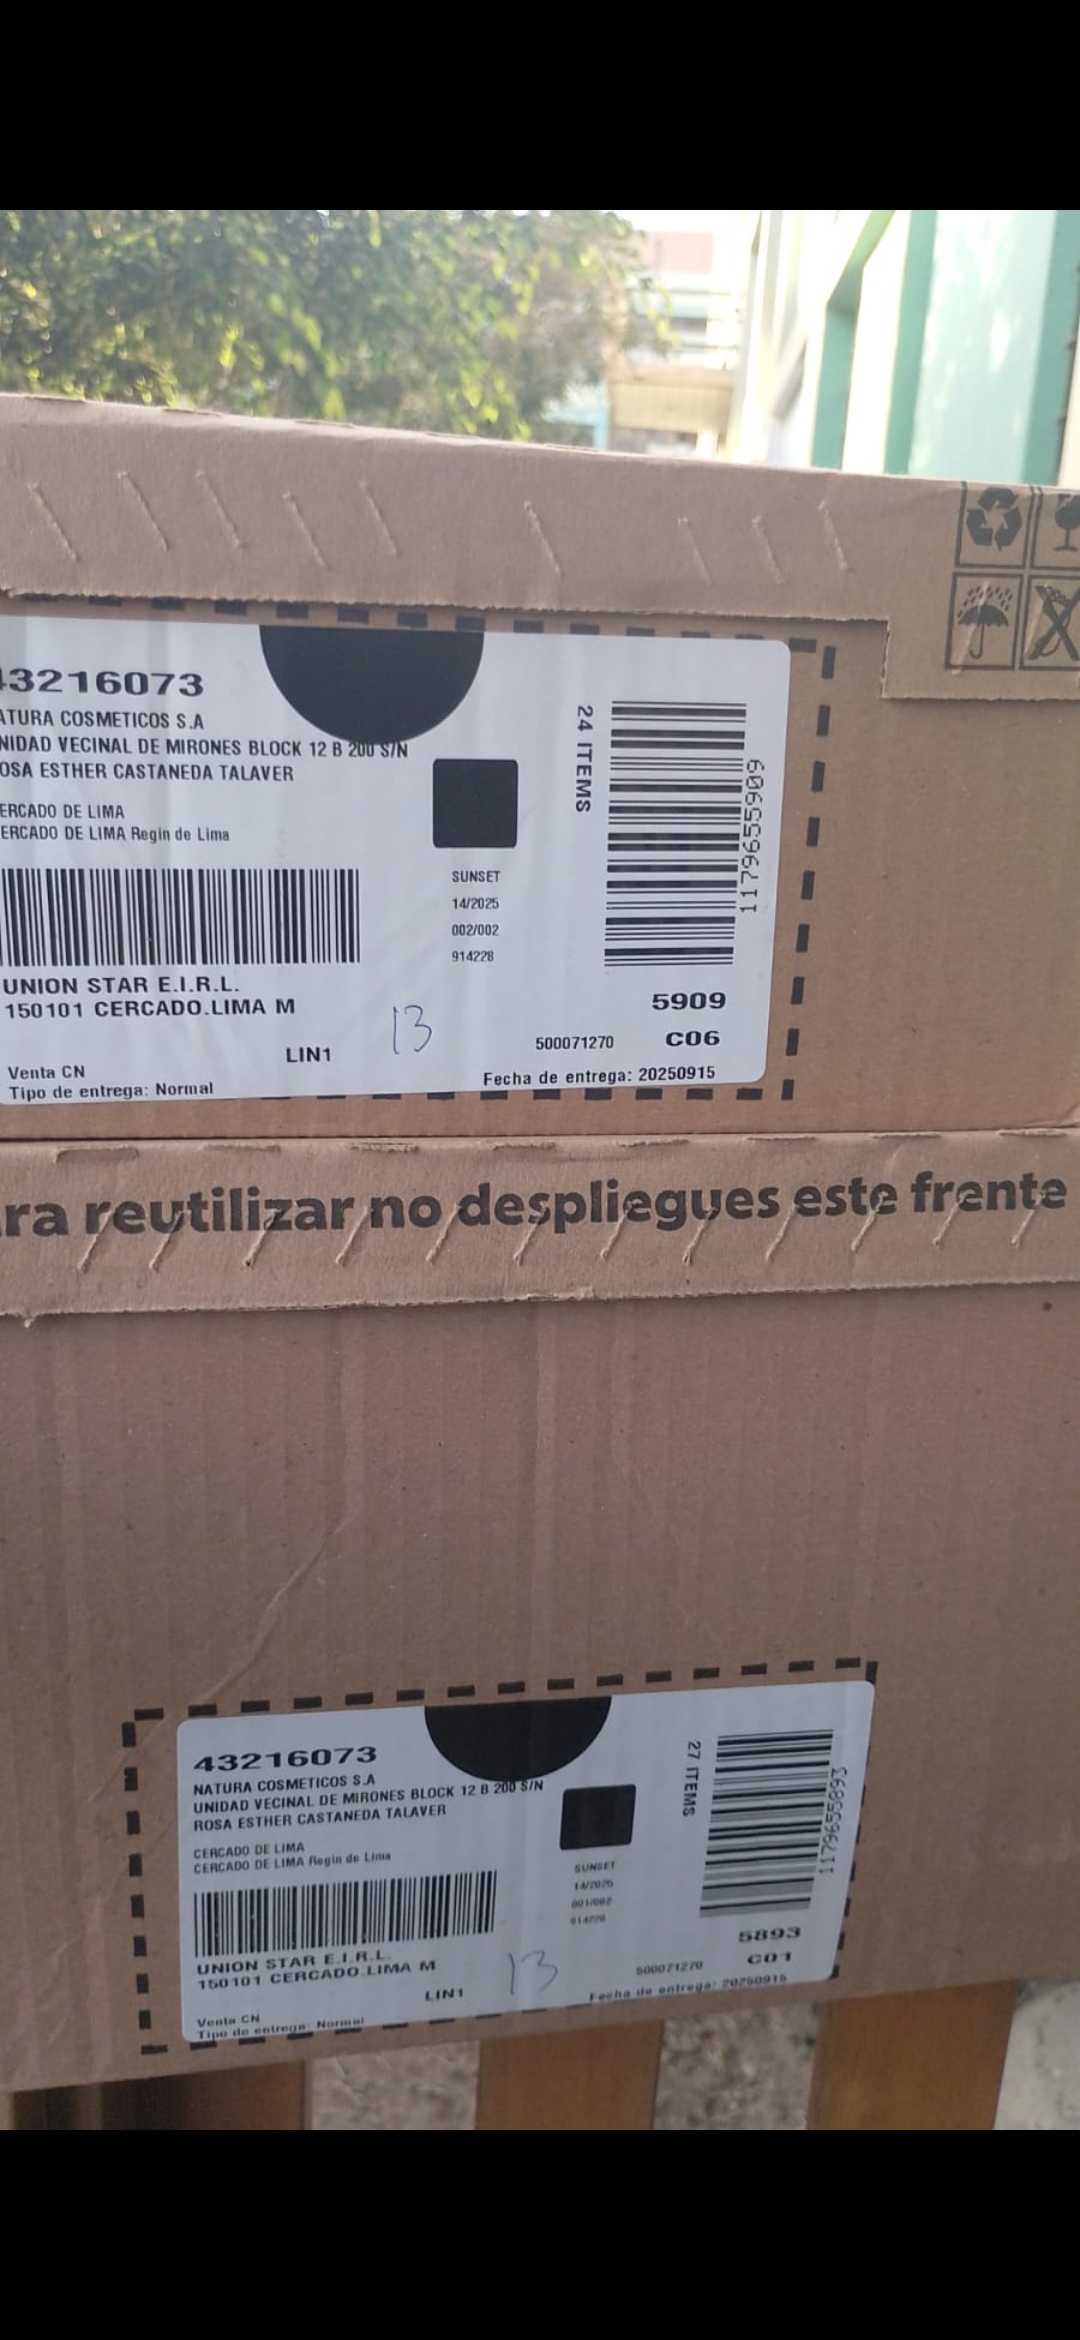 43216073
ATURA COSMETICOS S.A
NIDAD VECINAL DE MIRONES BLOCK 12 B 200 S/N
OSA ESTHER CASTANEDA TALAVER
ERCADO DE LIMA
ERCADO DE LIMA Regin de Lima
24 ITEMS
1179655909
SUNSET
14/2025
002/002
914228
UNION STAR E.I.R.L.
150101 CERCADO.LIMA M
13
5909
LIN1
500071270
C06
Venta CN
Tipo de entrega: Normal
Fecha de entrega: 20250915
ra reutilizar no despliegues este frente
43216073
NATURA COSMETICOS S.A
UNIDAD VECINAL DE MIRONES BLOCK 12 B 200 S/N
ROSA ESTHER CASTANEDA TALAVER
CERCADO DE LIMA
CERCADO DE LIMA Regin de Lima
27 ITEMS
1179655893
SUNSET
14/2025
001/002
914228
UNION STAR E.I.R.L.
150101 CERCADO.LIMA M
13
5893
LIN1
500071270
C01
Venta CN
Tipo de entrega: Normal
Fecha de entrega: 20250915